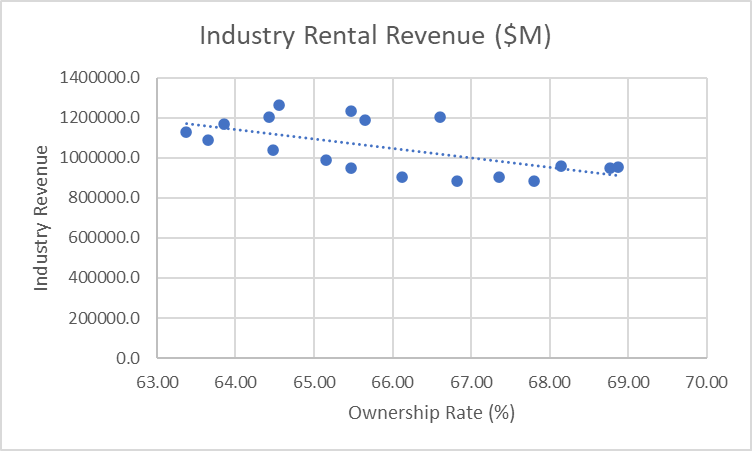 Industry Rental Revenue ($M)
1400000.0
1200000.0
1000000.0
800000.0
600000.0
400000.0
200000.0
0.0
Industry Revenue
63.00 64.00 65.00 66.00 67.00 68.00 69.00 70.00
Ownership Rate (%)